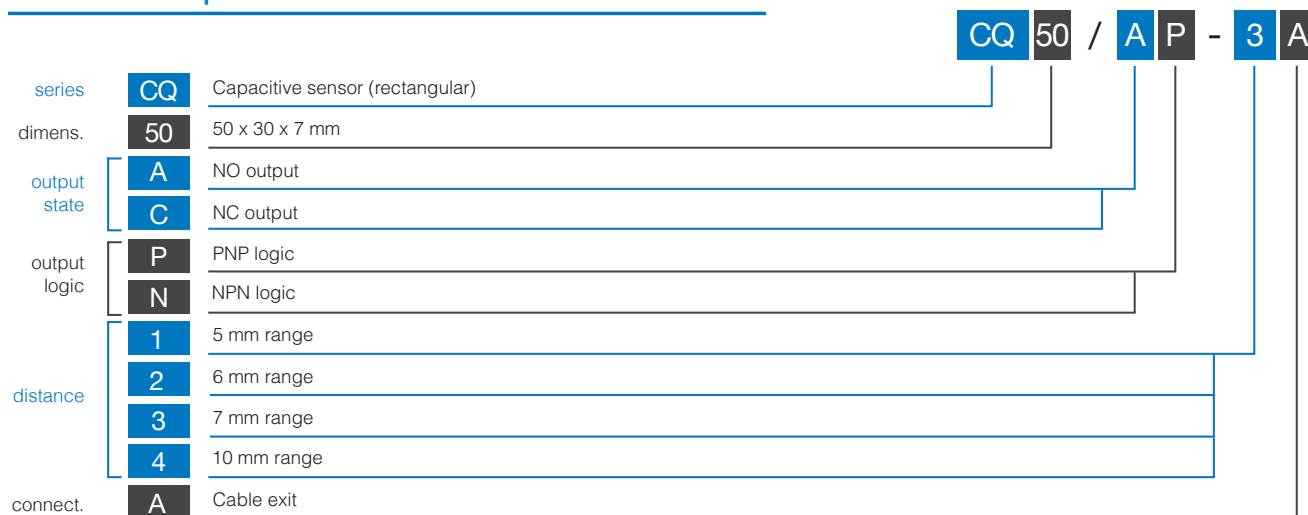 CQ 50 / A P - 3 A
series CQ Capacitive sensor (rectangular)
dimens. 50 50 x 30 x 7 mm
output state
A NO output
C NC output
output logic
P PNP logic
N NPN logic
distance
1 5 mm range
2 6 mm range
3 7 mm range
4 10 mm range
connect. A Cable exit